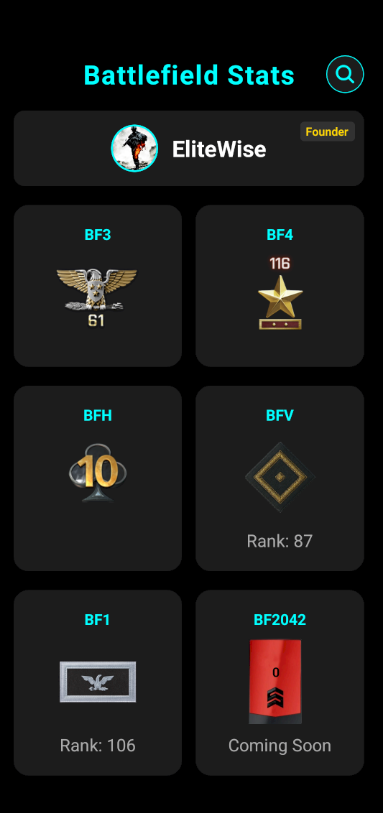 Battlefield Stats
Founder
EliteWise
BF3
61
BF4
116
BFH
10
BFV
Rank: 87
BF1
Rank: 106
BF2042
0
Coming Soon